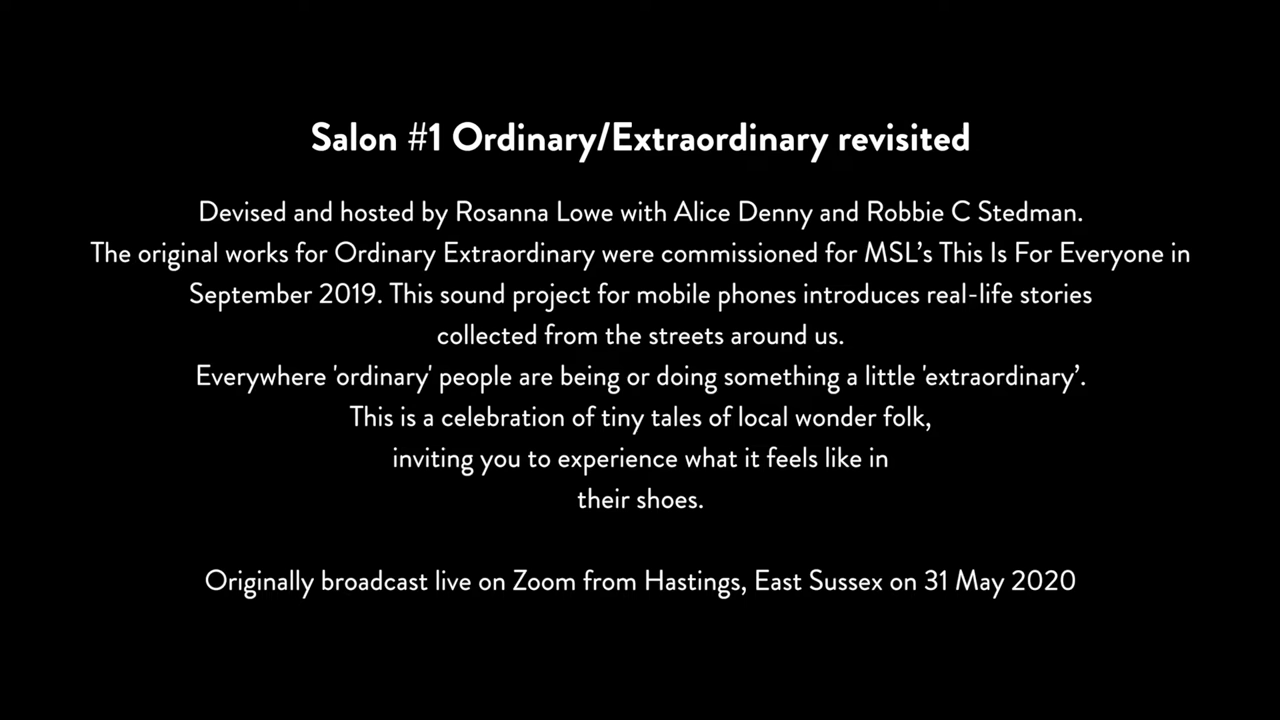 Salon #1 Ordinary/Extraordinary revisited
Devised and hosted by Rosanna Lowe with Alice Denny and Robbie C Stedman.
The original works for Ordinary Extraordinary were commissioned for MSL’s This Is For Everyone in
September 2019. This sound project for mobile phones introduces real-life stories
collected from the streets around us.
Everywhere 'ordinary' people are being or doing something a little 'extraordinary’.
This is a celebration of tiny tales of local wonder folk,
inviting you to experience what it feels like in
their shoes.
Originally broadcast live on Zoom from Hastings, East Sussex on 31 May 2020